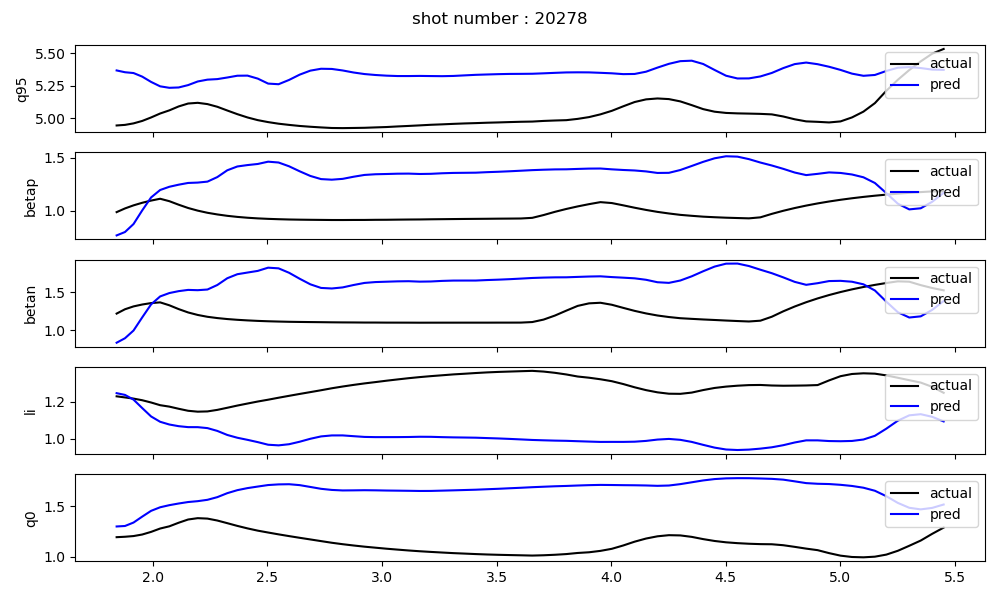 shot number : 20278
5.50
5.25
5.00
q95
actual
pred
1.5
1.0
betap
actual
pred
1.5
1.0
betan
actual
pred
1.2
1.0
li
actual
pred
1.5
1.0
q0
actual
pred
2.0 2.5 3.0 3.5 4.0 4.5 5.0 5.5